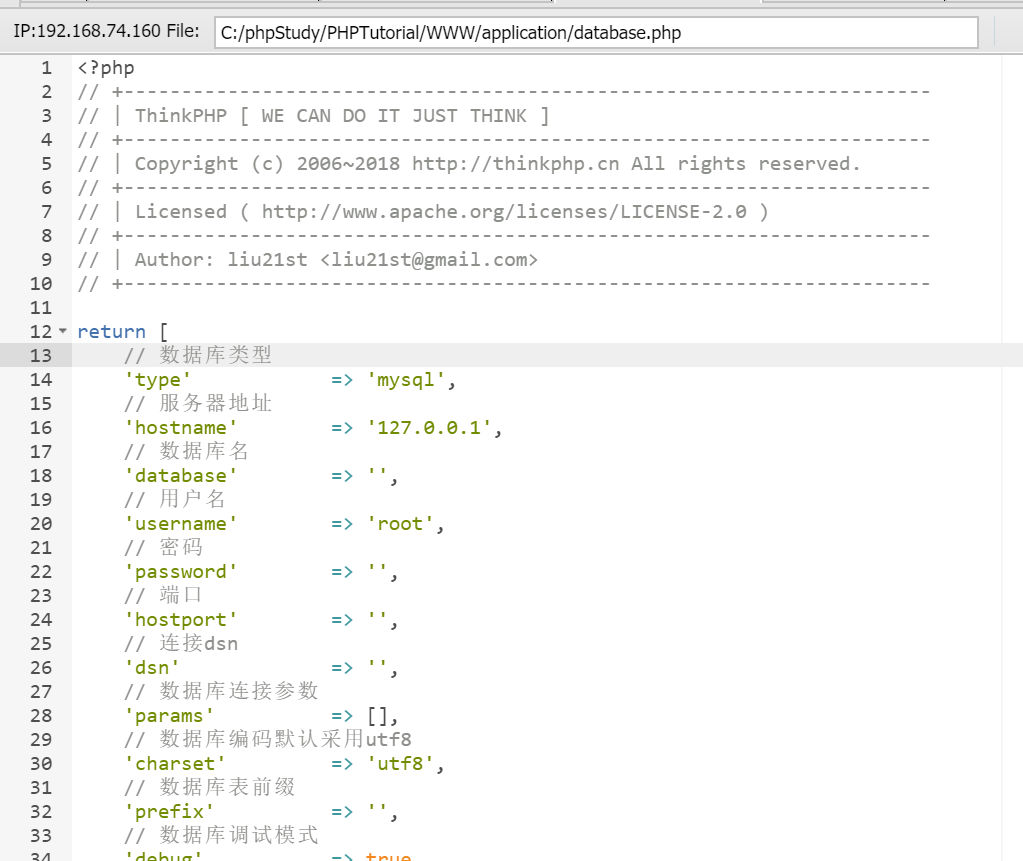 IP:192.168.74.160 File: C:/phpStudy/PHPTutorial/WWW/application/database.php
1 <?php
2 // +----------------------------------------------------------------------
3 // | ThinkPHP [ WE CAN DO IT JUST THINK ]
4 // +----------------------------------------------------------------------
5 // | Copyright (c) 2006~2018 http://thinkphp.cn All rights reserved.
6 // +----------------------------------------------------------------------
7 // | Licensed ( http://www.apache.org/licenses/LICENSE-2.0 )
8 // +----------------------------------------------------------------------
9 // | Author: liu21st <liu21st@gmail.com>
10 // +----------------------------------------------------------------------
11
12 return [
13     // 数据库类型
14     'type'            => 'mysql',
15     // 服务器地址
16     'hostname'        => '127.0.0.1',
17     // 数据库名
18     'database'        => '',
19     // 用户名
20     'username'        => 'root',
21     // 密码
22     'password'        => '',
23     // 端口
24     'hostport'        => '',
25     // 连接dsn
26     'dsn'             => '',
27     // 数据库连接参数
28     'params'          => [],
29     // 数据库编码默认采用utf8
30     'charset'         => 'utf8',
31     // 数据库表前缀
32     'prefix'          => '',
33     // 数据库调试模式
34     'debug'           => true